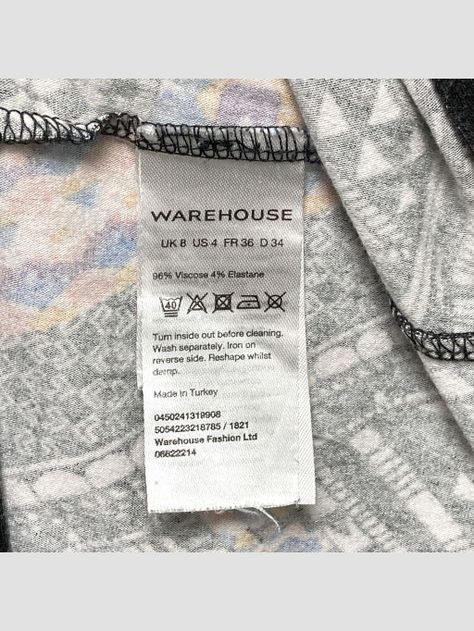 WAREHOUSE
UK 8 US 4 FR 36 D 34
96% Viscose 4% Elastane
40
Turn inside out before cleaning.
Wash separately. Iron on
reverse side. Reshape whilst
damp.
Made in Turkey
0450241319908
5054223218785 / 1821
Warehouse Fashion Ltd
06822214